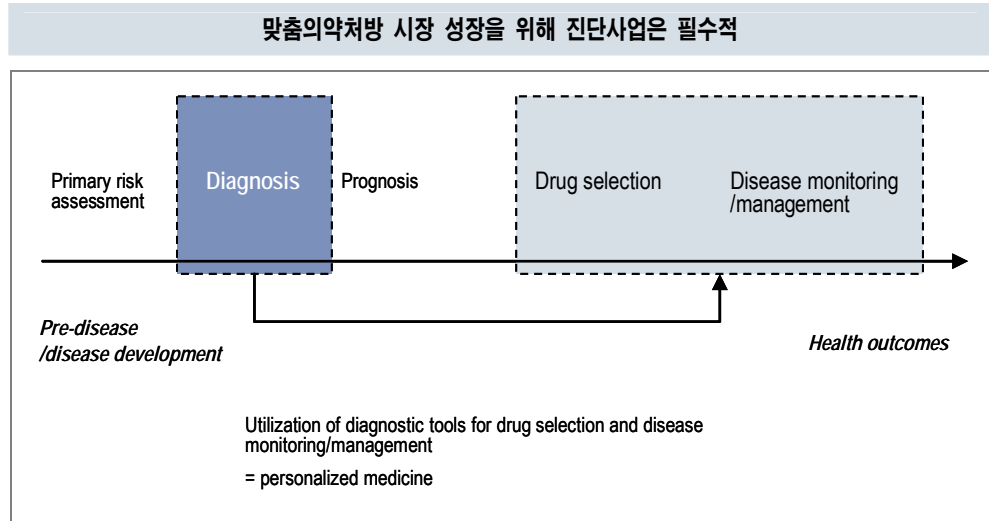 맞춤의약처방 시장 성장을 위해 진단사업은 필수적
Primary risk
assessment
Diagnosis
Prognosis
Drug selection
Disease monitoring
/management
Pre-disease
/disease development
Health outcomes
Utilization of diagnostic tools for drug selection and disease
monitoring/management
= personalized medicine